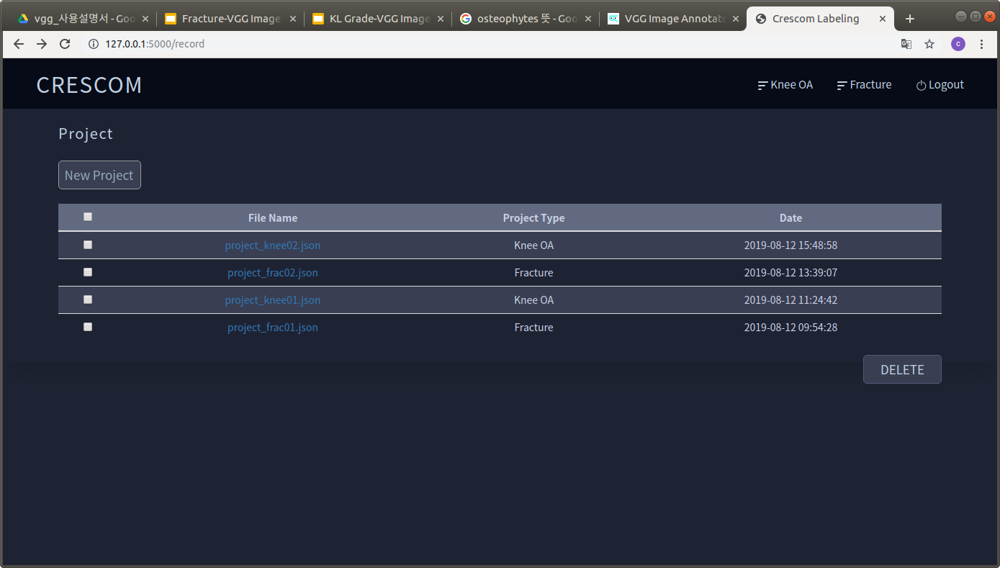 vgg_사용설명서 - Goo
Fracture-VGG Image
KL Grade-VGG Image
osteophytes 뜻 - Goo
VGG Image Annotato
Crescom Labeling
127.0.0.1:5000/record
C
CRESCOM
Knee OA
Fracture
Logout
Project
New Project
File Name Project Type Date
project_knee02.json Knee OA 2019-08-12 15:48:58
project_frac02.json Fracture 2019-08-12 13:39:07
project_knee01.json Knee OA 2019-08-12 11:24:42
project_frac01.json Fracture 2019-08-12 09:54:28
DELETE